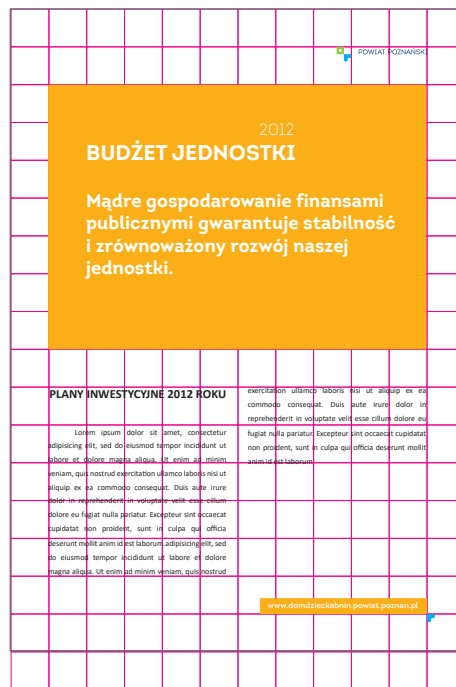 POWIAT POZNAŃSKI
2012
BUDŻET JEDNOSTKI
Mądre gospodarowanie finansami
publicznymi gwarantuje stabilność
i zrównoważony rozwój naszej
jednostki.
PLANY INWESTYCYJNE 2012 ROKU
Lorem ipsum dolor sit amet, consectetur
adipisicing elit, sed do eiusmod tempor incididunt ut
labore et dolore magna aliqua. Ut enim ad minim
veniam, quis nostrud exercitation ullamco laboris nisi ut
aliquip ex ea commodo consequat. Duis aute irure
dolor in reprehenderit in voluptate velit esse cillum
dolore eu fugiat nulla pariatur. Excepteur sint occaecat
cupidatat non proident, sunt in culpa qui officia
deserunt mollit anim id est laborum.adipisicing elit, sed
do eiusmod tempor incididunt ut labore et dolore
magna aliqua. Ut enim ad minim veniam, quis nostrud
exercitation ullamco laboris nisi ut aliquip ex ea
commodo consequat. Duis aute irure dolor in
reprehenderit in voluptate velit esse cillum dolore eu
fugiat nulla pariatur. Excepteur sint occaecat cupidatat
non proident, sunt in culpa qui officia deserunt mollit
anim id est laborum
www.domdzieckabnin.powiat.poznan.pl